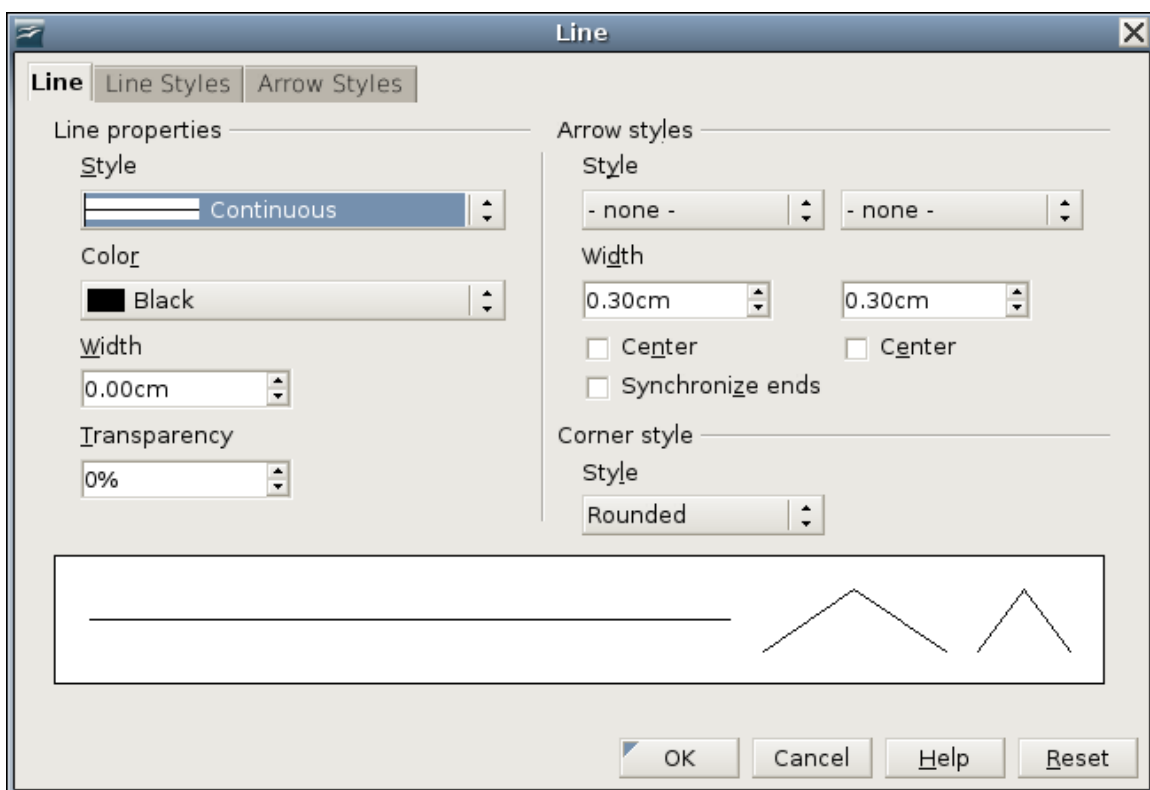 Line
Line Line Styles Arrow Styles
Line properties
Style
Continuous
Color
Black
Width
0.00cm
Transparency
0%
Arrow styles
Style
- none - - none -
Width
0.30cm 0.30cm
Center Center
Synchronize ends
Corner style
Style
Rounded
OK Cancel Help Reset